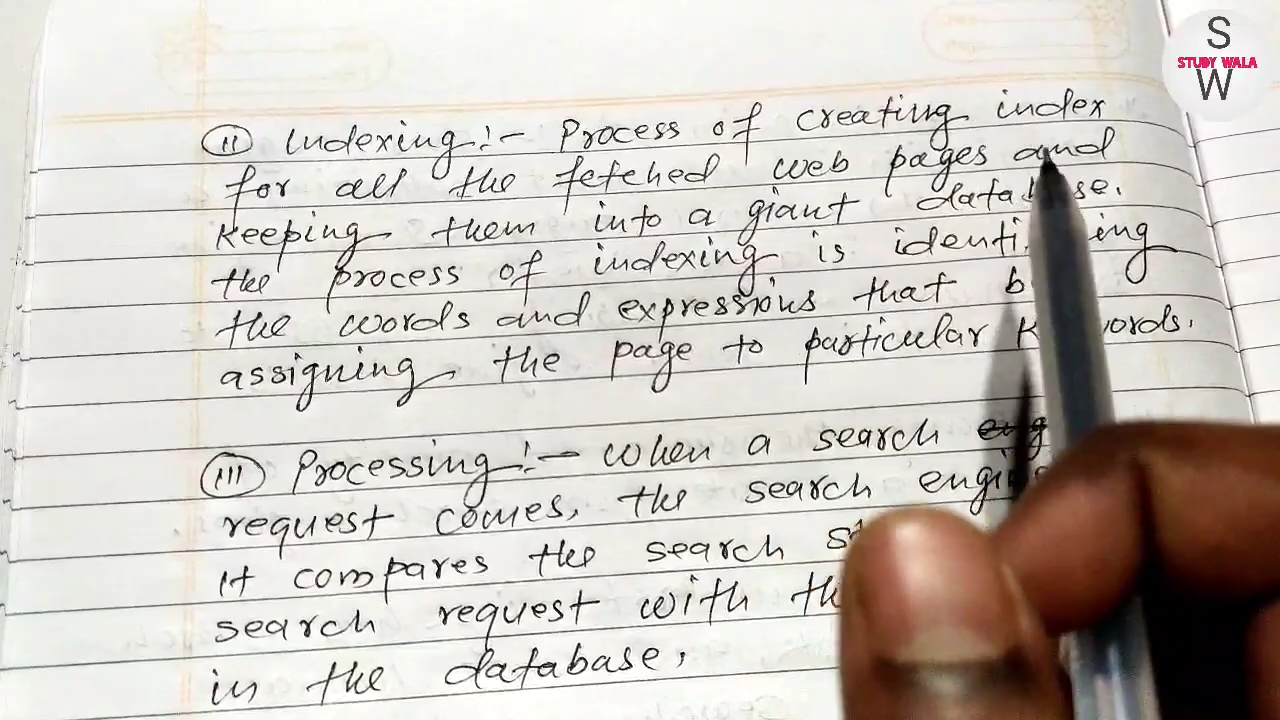 S
STUDY WALA
W
(ii) Indexing:- Process of creating index
for all the fetched web pages and
keeping them into a giant database.
the process of indexing is
the words and expressions that
assigning the page to particular
(iii) Processing:- When a search
request comes, the search
it compares the search
search request with
in the database,